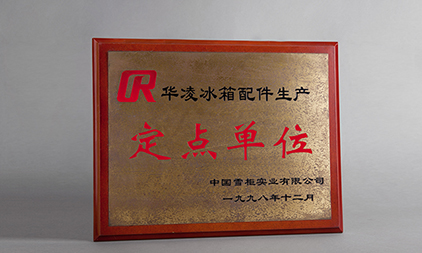 R 华凌冰箱配件生产
定点单位
中国雪柜实业有限公司
一九九八年十二月